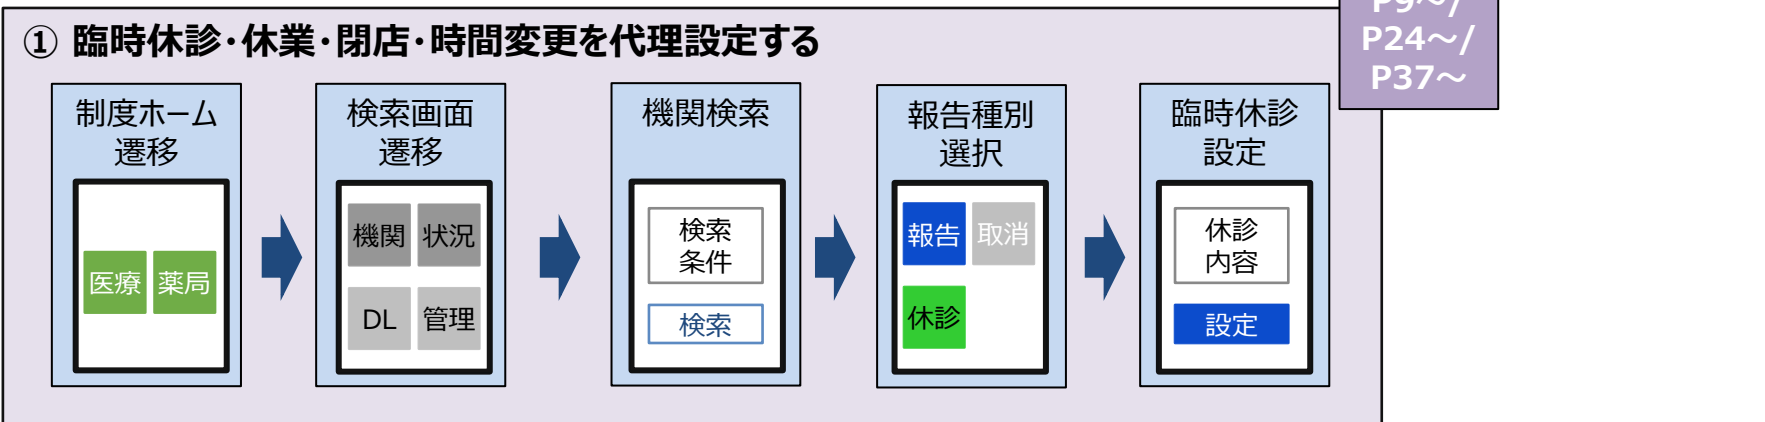 P9～/
P24～/
P37～
① 臨時休診・休業・閉店・時間変更を代理設定する
制度ホーム
遷移
医療 薬局
検索画面
遷移
機関 状況
DL 管理
機関検索
検索
条件
検索
報告種別
選択
報告 取消
休診
臨時休診
設定
休診
内容
設定